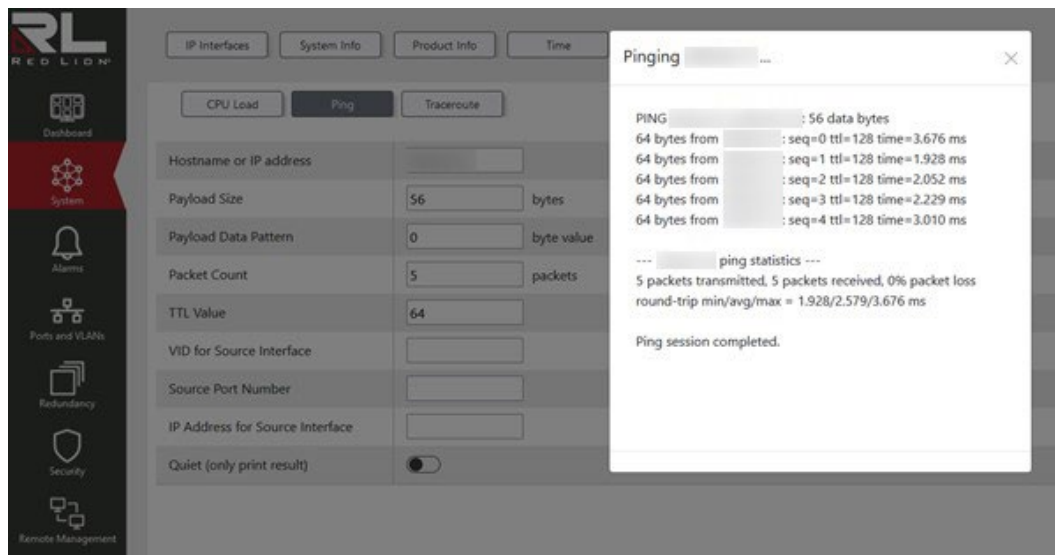 RL
RED LION
IP Interfaces
System Info
Product Info
Time
CPU Load
Ping
Traceroute
Dashboard
System
Alarms
Ports and VLANs
Redundancy
Security
Remote Management
Hostname or IP address
Payload Size 56 bytes
Payload Data Pattern 0 byte value
Packet Count 5 packets
TTL Value 64
VID for Source Interface
Source Port Number
IP Address for Source Interface
Quiet (only print result)
Pinging ...
PING : 56 data bytes
64 bytes from : seq=0 ttl=128 time=3.676 ms
64 bytes from : seq=1 ttl=128 time=1.928 ms
64 bytes from : seq=2 ttl=128 time=2.052 ms
64 bytes from : seq=3 ttl=128 time=2.229 ms
64 bytes from : seq=4 ttl=128 time=3.010 ms
--- ping statistics ---
5 packets transmitted, 5 packets received, 0% packet loss
round-trip min/avg/max = 1.928/2.579/3.676 ms
Ping session completed.